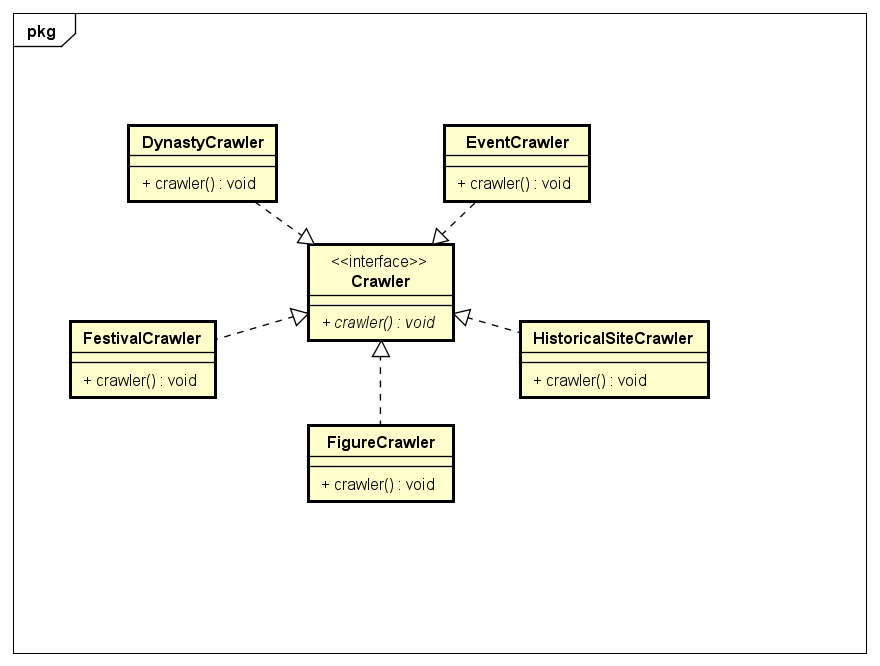 pkg
DynastyCrawler
+ crawler() : void
EventCrawler
+ crawler() : void
<<interface>>
Crawler
+ crawler() : void
FestivalCrawler
+ crawler() : void
HistoricalSiteCrawler
+ crawler() : void
FigureCrawler
+ crawler() : void